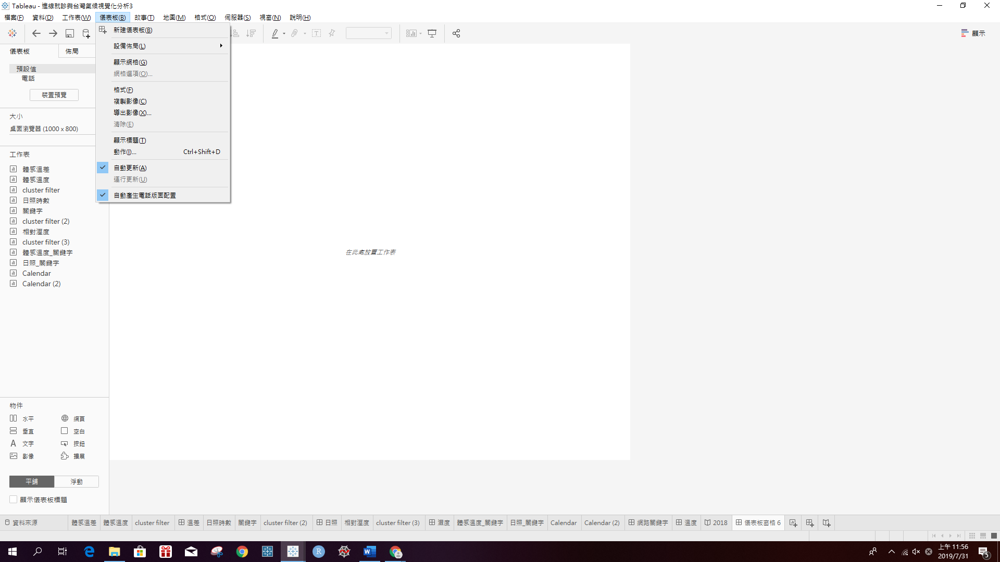 Tableau - 進線就診與台灣氣候視覺化分析3
檔案(F) 資料(D) 工作表(W) 儀表板(B) 故事(T) 地圖(M) 格式(O) 伺服器(S) 視窗(N) 說明(H)
新建儀表板(B)
設備佈局(L)
顯示網格(G)
網格選項(O)...
格式(F)
複製影像(C)
導出影像(X)...
清除(E)
顯示標題(T)
動作(I)... Ctrl+Shift+D
自動更新(A)
運行更新(U)
自動產生電話版面配置
顯示
儀表板 佈局
預設值
電話
裝置預覽
大小
桌面瀏覽器 (1000 x 800)
工作表
體感溫差
體感溫度
cluster filter
日照時數
關鍵字
cluster filter (2)
相對溼度
cluster filter (3)
體感溫度_關鍵字
日照_關鍵字
Calendar
Calendar (2)
在此處放置工作表
物件
水平 網頁
垂直 空白
文字 按鈕
影像 擴展
平鋪 浮動
顯示儀表板標題
資料來源 體感溫差 體感溫度 cluster filter 溫差 日照時數 關鍵字 cluster filter (2) 日照 相對溼度 cluster filter (3) 濕度 體感溫度_關鍵字 日照_關鍵字 Calendar Calendar (2) 網路關鍵字 溫度 2018 儀表板窗格 6
上午 11:56
2019/7/31
5